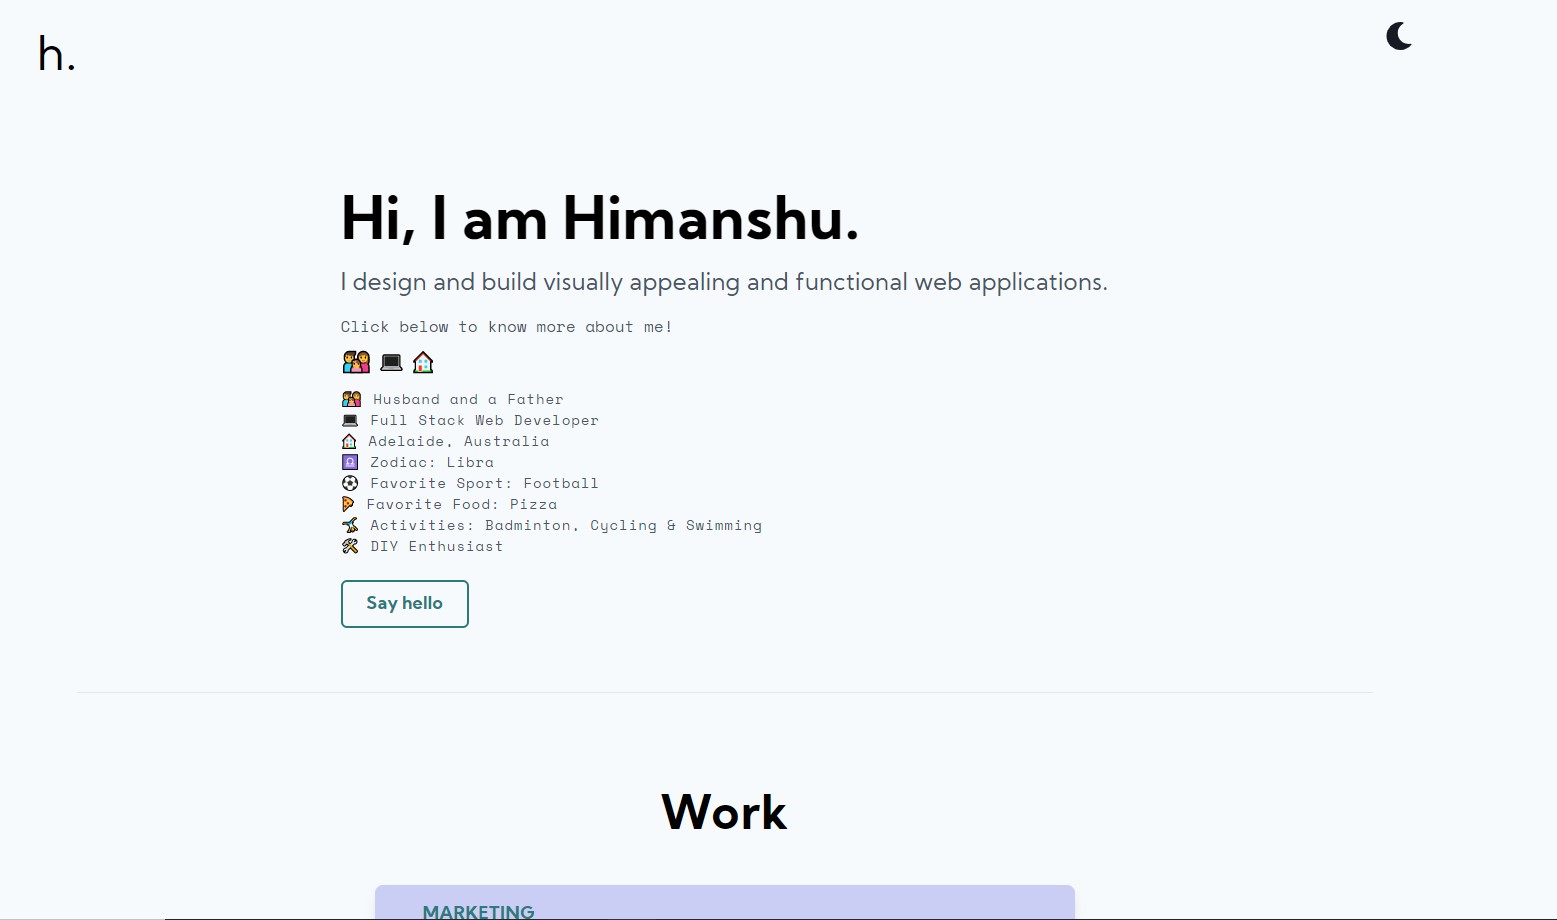 h.
Hi, I am Himanshu.
I design and build visually appealing and functional web applications.
Click below to know more about me!
Husband and a Father
Full Stack Web Developer
Adelaide, Australia
Zodiac: Libra
Favorite Sport: Football
Favorite Food: Pizza
Activities: Badminton, Cycling & Swimming
DIY Enthusiast
Say hello
Work
MARKETING